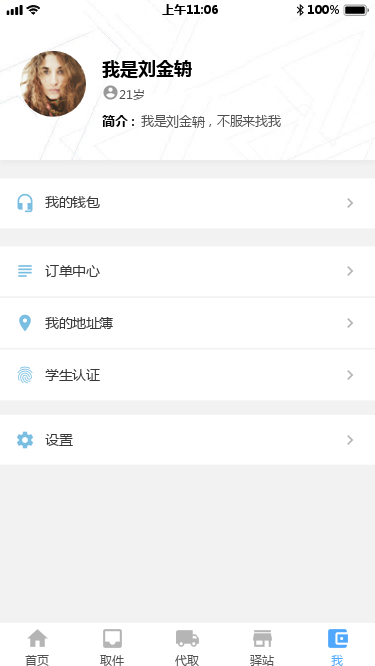 上午11:06
100%
我是刘金钠
21岁
简介： 我是刘金钠，不服来找我
我的钱包
订单中心
我的地址簿
学生认证
设置
首页 取件 代取 驿站 我